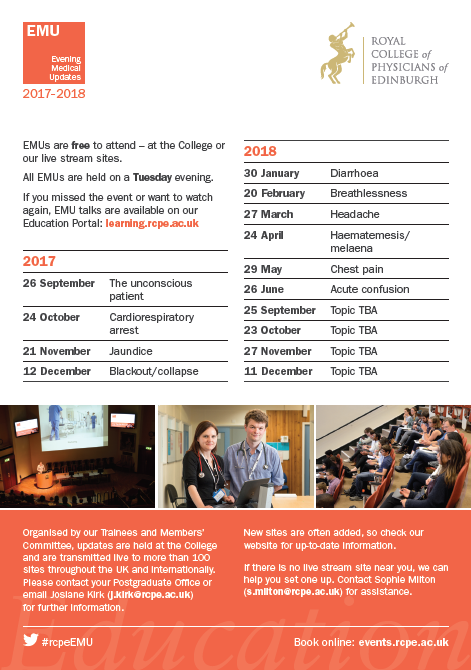 EMU
Evening
Medical
Updates
2017-2018
ROYAL
COLLEGE of
PHYSICIANS of
EDINBURGH
EMUs are free to attend – at the College or
our live stream sites.
All EMUs are held on a Tuesday evening.
If you missed the event or want to watch
again, EMU talks are available on our
Education Portal: learning.rcpe.ac.uk
2017
26 September The unconscious
patient
24 October Cardiorespiratory
arrest
21 November Jaundice
12 December Blackout/collapse
2018
30 January Diarrhoea
20 February Breathlessness
27 March Headache
24 April Haematemesis/
melaena
29 May Chest pain
26 June Acute confusion
25 September Topic TBA
23 October Topic TBA
27 November Topic TBA
11 December Topic TBA
Organised by our Trainees and Members'
Committee, updates are held at the College
and are transmitted live to more than 100
sites throughout the UK and internationally.
Please contact your Postgraduate Office or
email Josiane Kirk (j.kirk@rcpe.ac.uk)
for further information.
New sites are often added, so check our
website for up-to-date information.
If there is no live stream site near you, we can
help you set one up. Contact Sophie Milton
(s.milton@rcpe.ac.uk) for assistance.
Education
#rcpeEMU
Book online: events.rcpe.ac.uk